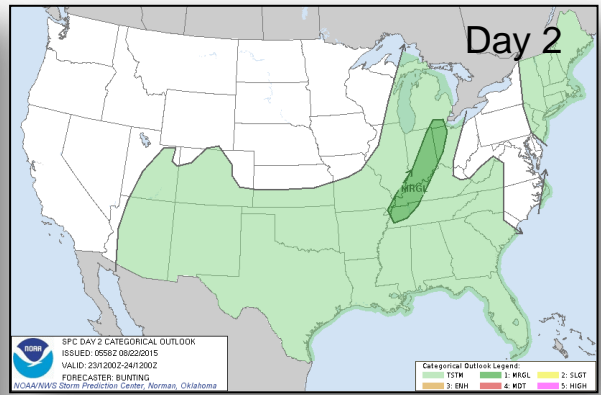 Day 2
MRGL
NOAA
SPC DAY 2 CATEGORICAL OUTLOOK
ISSUED: 0558Z 08/22/2015
VALID: 23/1200Z-24/1200Z
FORECASTER: BUNTING
NOAA/NWS Storm Prediction Center, Norman, Oklahoma
Categorical Outlook Legend:
TSTM 1: MRGL 2: SLGT
3: ENH 4: MDT 5: HIGH